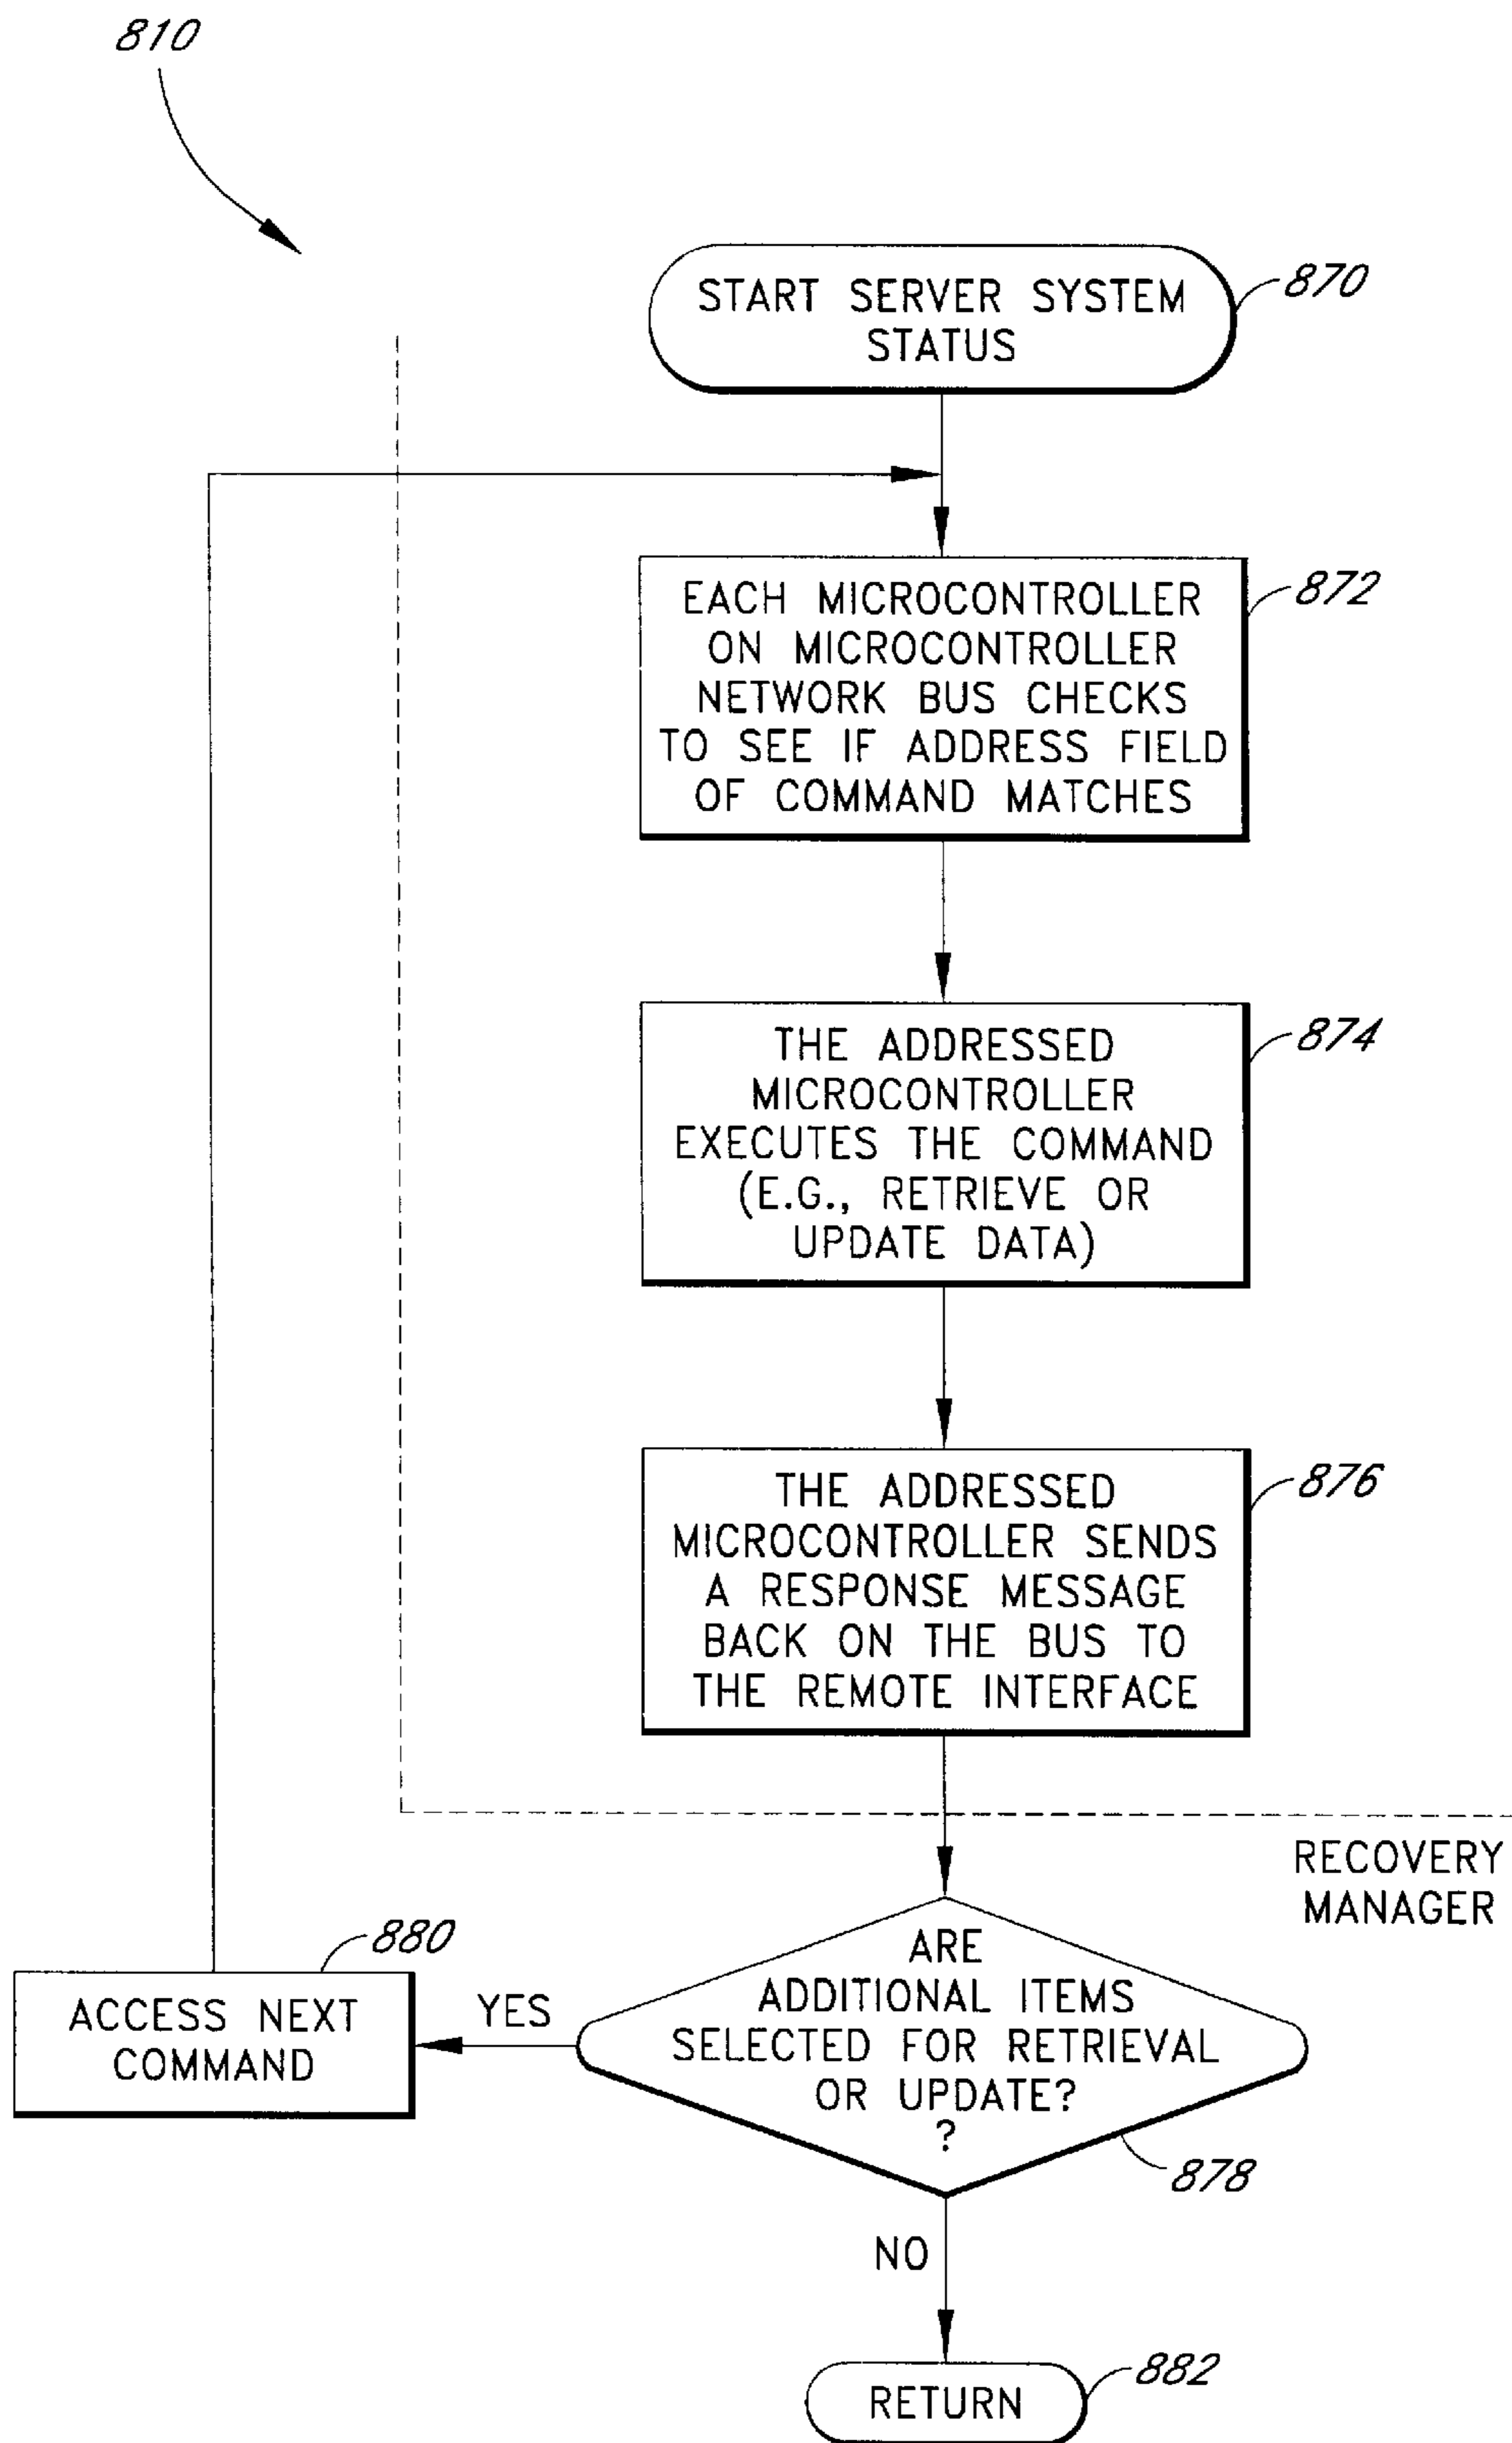 810
START SERVER SYSTEM
STATUS
870
EACH MICROCONTROLLER
ON MICROCONTROLLER
NETWORK BUS CHECKS
TO SEE IF ADDRESS FIELD
OF COMMAND MATCHES
872
THE ADDRESSED
MICROCONTROLLER
EXECUTES THE COMMAND
(E.G., RETRIEVE OR
UPDATE DATA)
874
THE ADDRESSED
MICROCONTROLLER SENDS
A RESPONSE MESSAGE
BACK ON THE BUS TO
THE REMOTE INTERFACE
876
RECOVERY
MANAGER
ARE
ADDITIONAL ITEMS
SELECTED FOR RETRIEVAL
OR UPDATE?
?
878
YES
880
ACCESS NEXT
COMMAND
NO
RETURN
882